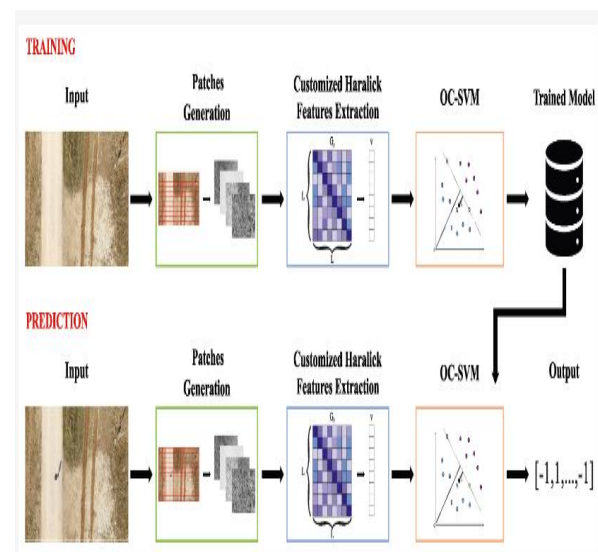 TRAINING
Input
Patches
Generation
Customized Haralick
Features Extraction
OC-SVM
Trained Model
L
L
V
PREDICTION
Input
Patches
Generation
Customized Haralick
Features Extraction
OC-SVM
Output
L
L
V
[-1,1,...,-1]